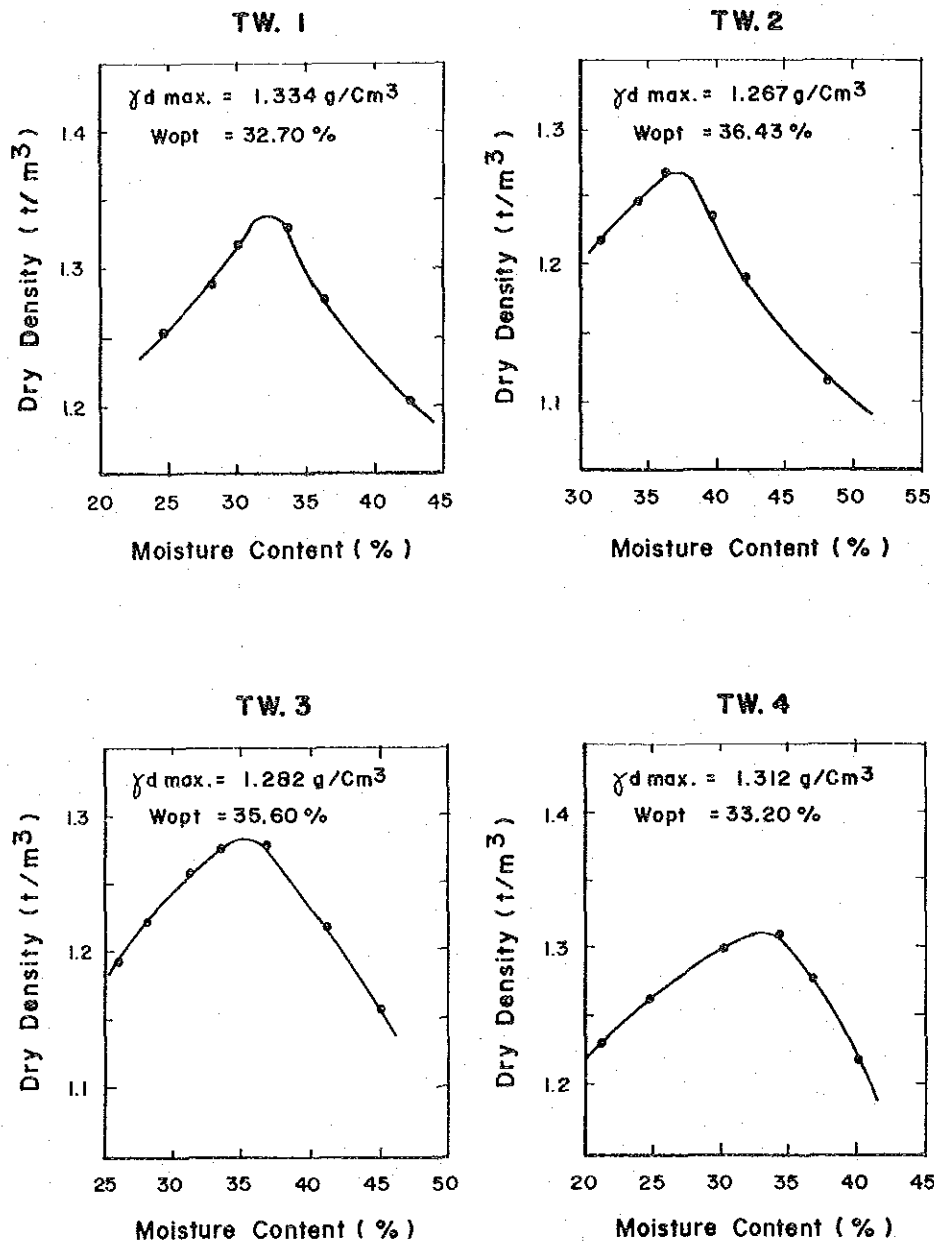 TW. 1
γd max. = 1.334 g/Cm³
Wopt = 32.70 %
Dry Density (t/m³)
1.4
1.3
1.2
20 25 30 35 40 45
Moisture Content (%)
TW. 2
γd max. = 1.267 g/Cm³
Wopt = 36.43 %
Dry Density (t/m³)
1.3
1.2
1.1
30 35 40 45 50 55
Moisture Content (%)
TW. 3
γd max. = 1.282 g/Cm³
Wopt = 35.60 %
Dry Density (t/m³)
1.3
1.2
1.1
25 30 35 40 45 50
Moisture Content (%)
TW. 4
γd max. = 1.312 g/Cm³
Wopt = 33.20 %
Dry Density (t/m³)
1.4
1.3
1.2
20 25 30 35 40 45
Moisture Content (%)